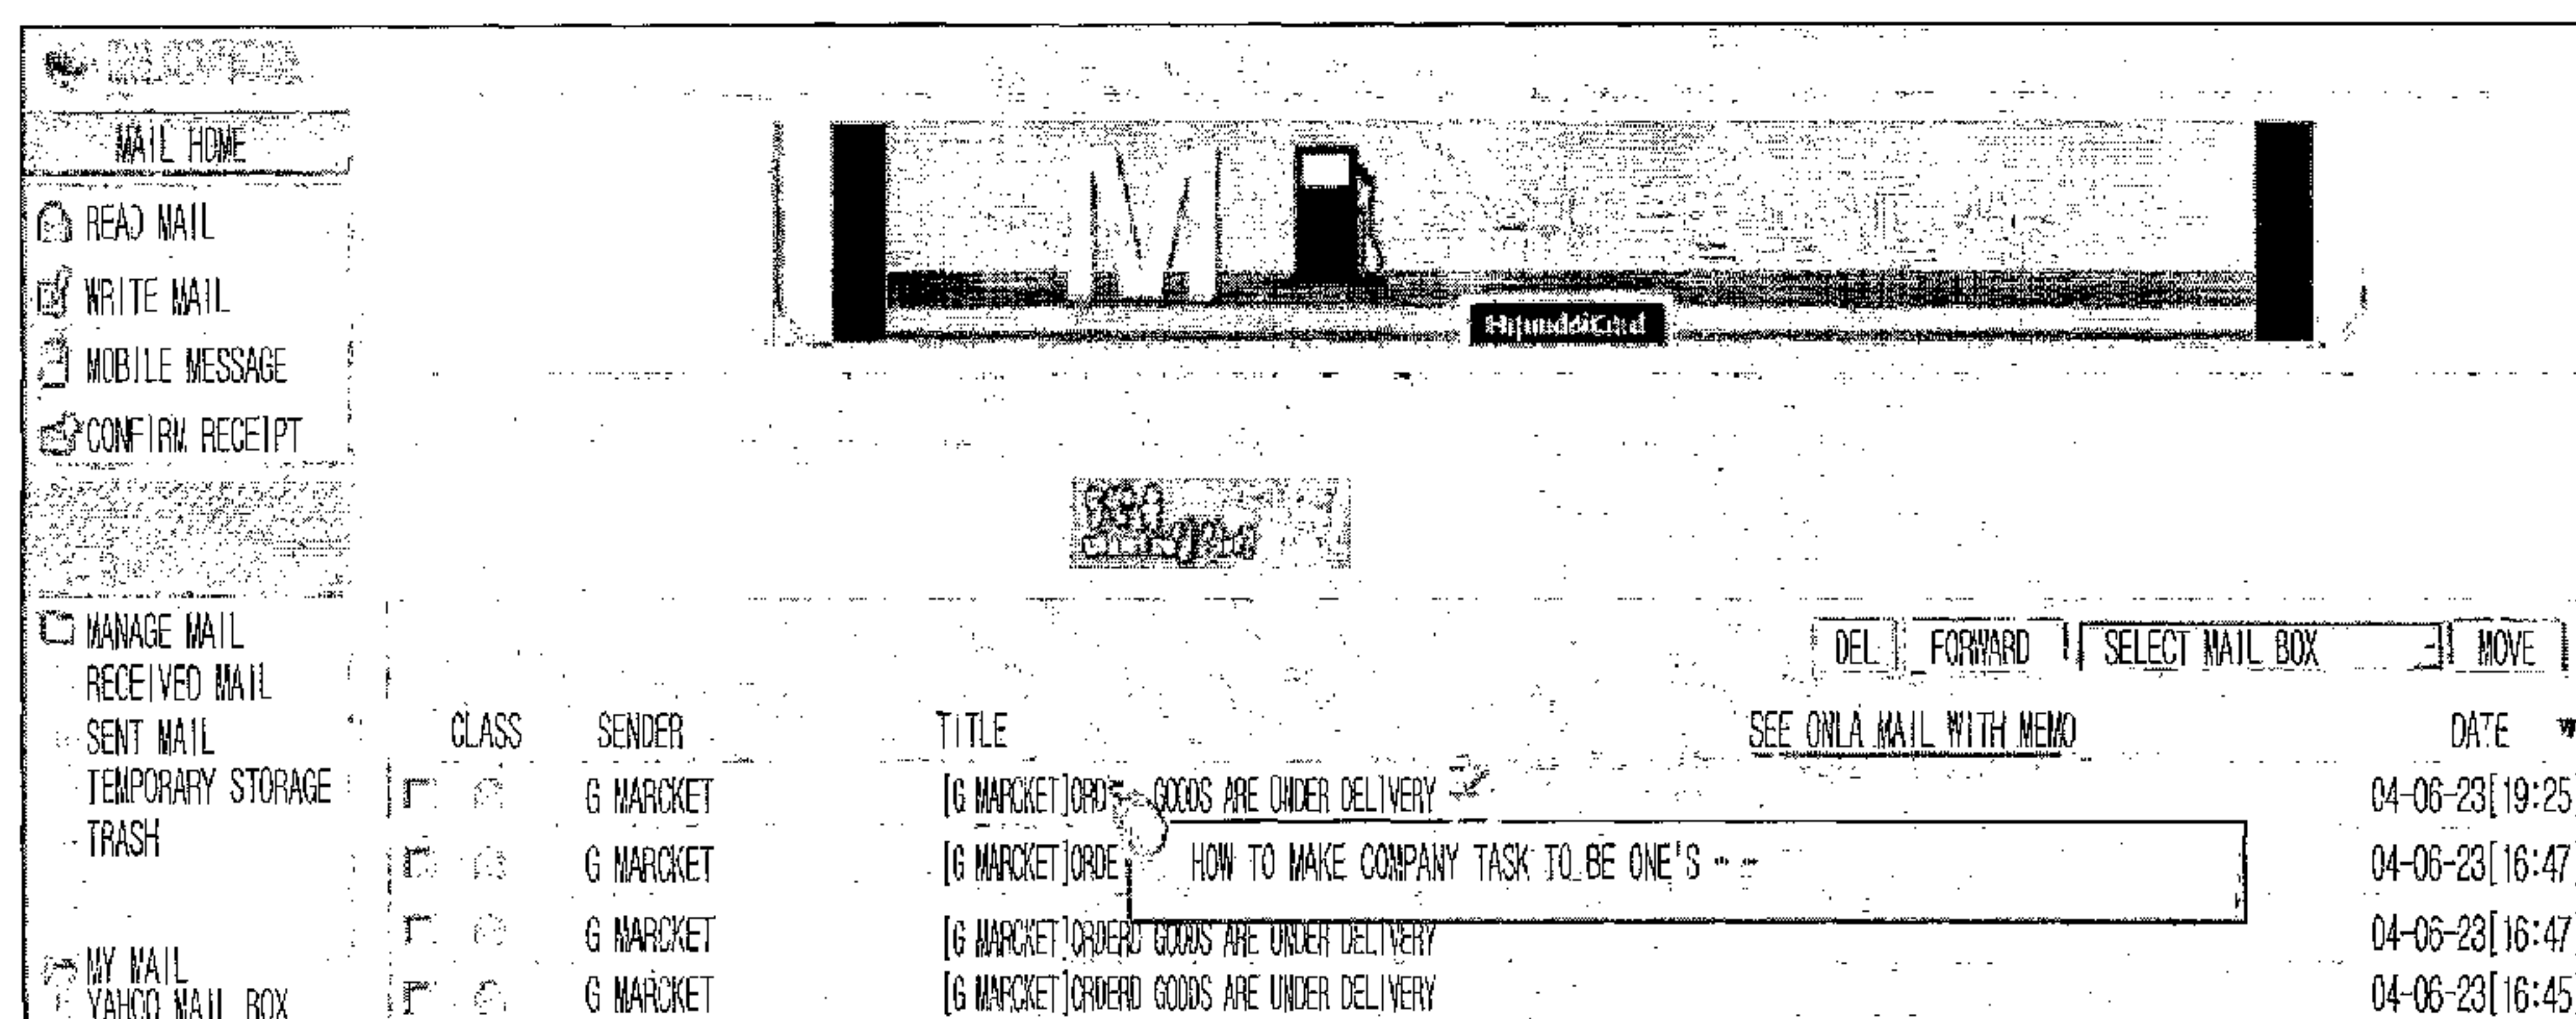 MAIL HOME
READ MAIL
WRITE MAIL
MOBILE MESSAGE
CONFIRM RECEIPT
M
HyundaiCard
MANAGE MAIL
RECEIVED MAIL
SENT MAIL
TEMPORARY STORAGE
TRASH
MY MAIL
YAHOO MAIL BOX
DEL FORWARD SELECT MAIL BOX MOVE
CLASS SENDER TITLE SEE ONLA MAIL WITH MEMO DATE
G MARCKET [G MARCKET]ORD GOODS ARE UNDER DELIVERY 04-06-23[19:25
G MARCKET [G MARCKET]ORDE 04-06-23[16:47
HOW TO MAKE COMPANY TASK TO BE ONE'S
G MARCKET [G MARCKET]ORDERD GOODS ARE UNDER DELIVERY 04-06-23[16:47
G MARCKET [G MARCKET]ORDERD GOODS ARE UNDER DELIVERY 04-06-23[16:45